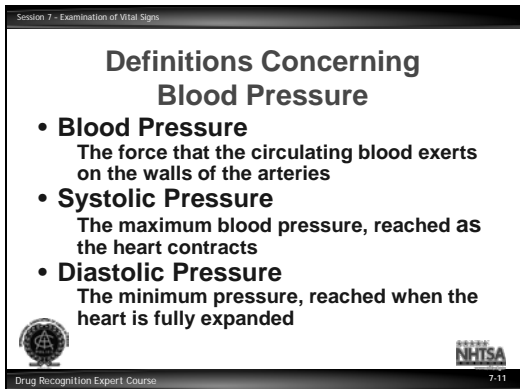 Session 7 - Examination of Vital Signs
Definitions Concerning
Blood Pressure
• Blood Pressure
The force that the circulating blood exerts
on the walls of the arteries
• Systolic Pressure
The maximum blood pressure, reached as
the heart contracts
• Diastolic Pressure
The minimum pressure, reached when the
heart is fully expanded
NHTSA
Drug Recognition Expert Course
7-11